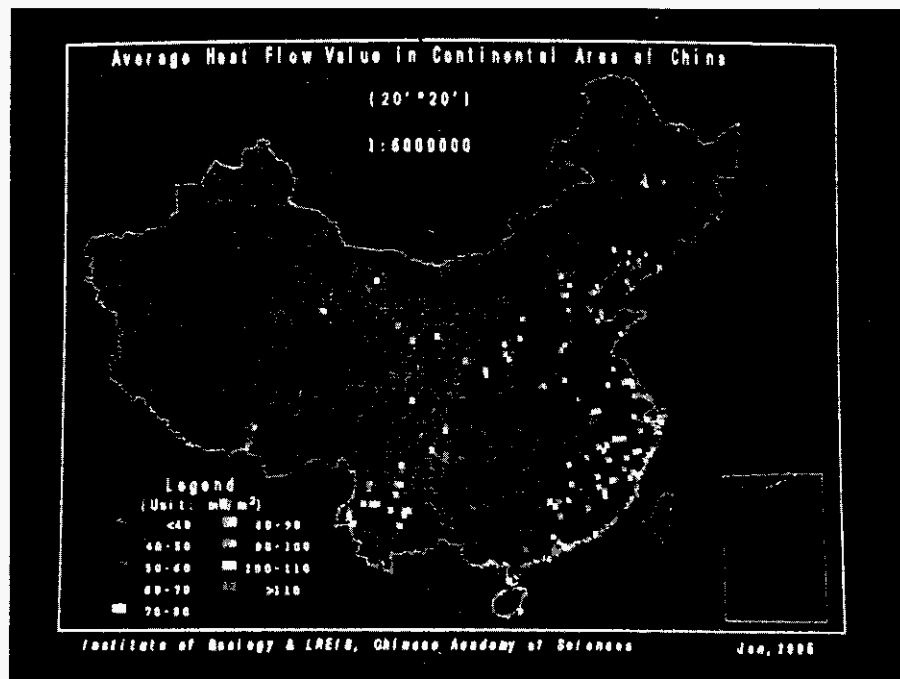 Average Heat Flow Value in Continental Area of China
(20'*20')
1:6000000
Legend
(Unit: mW/m²)
<40
40-50
50-60
60-70
70-80
80-90
90-100
100-110
>110
Institute of Geology & LREIS, Chinese Academy of Sciences
Jan,